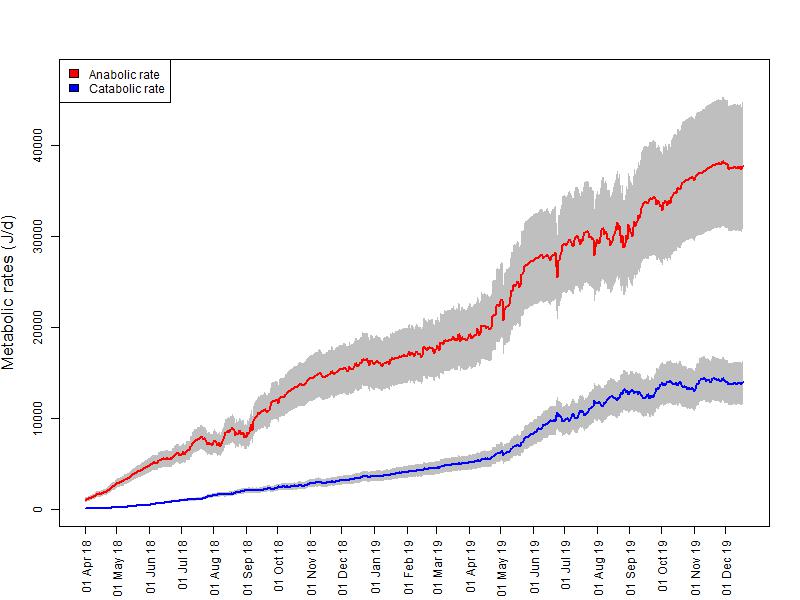 Anabolic rate
Catabolic rate
Metabolic rates (J/d)
40000
30000
20000
10000
0
01 Apr 18
01 May 18
01 Jun 18
01 Jul 18
01 Aug 18
01 Sep 18
01 Oct 18
01 Nov 18
01 Dec 18
01 Jan 19
01 Feb 19
01 Mar 19
01 Apr 19
01 May 19
01 Jun 19
01 Jul 19
01 Aug 19
01 Sep 19
01 Oct 19
01 Nov 19
01 Dec 19